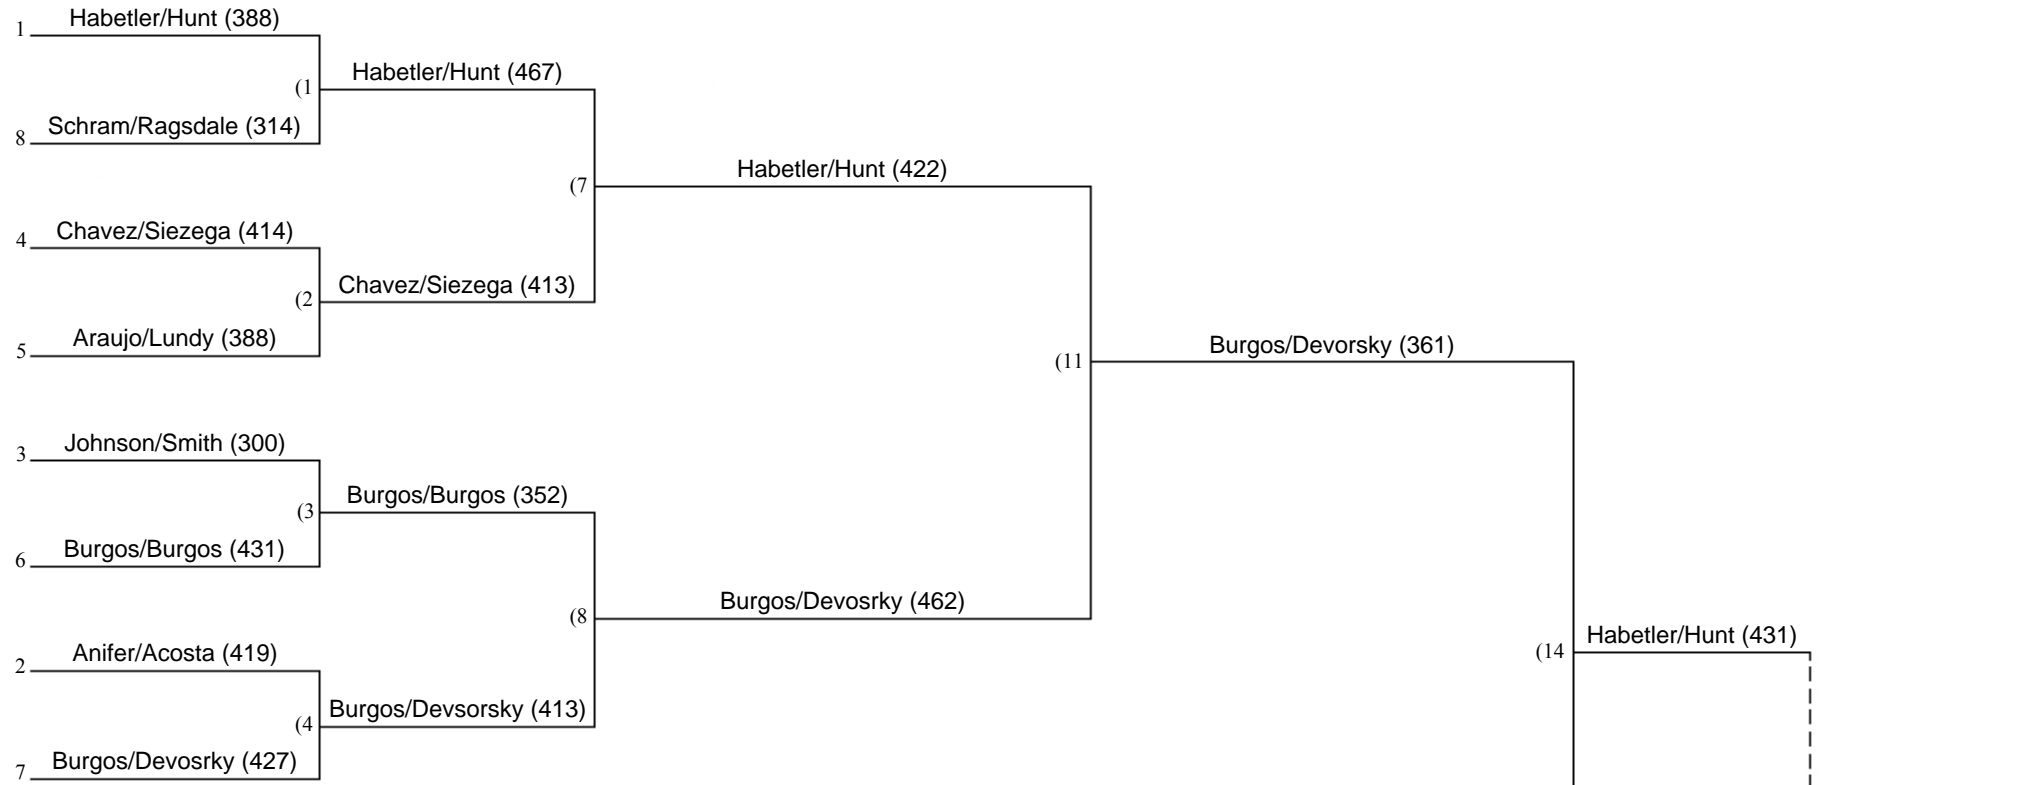 Habetler/Hunt (388)
1
Habetler/Hunt (467)
(1
Schram/Ragsdale (314)
8
Habetler/Hunt (422)
(7
Chavez/Siezega (414)
4
Chavez/Siezega (413)
(2
Araujo/Lundy (388)
5
Burgos/Devorsky (361)
(11
Johnson/Smith (300)
3
Burgos/Burgos (352)
(3
Burgos/Burgos (431)
6
Burgos/Devosrky (462)
(8
Habetler/Hunt (431)
(14
Anifer/Acosta (419)
2
Burgos/Devsorsky (413)
(4
Burgos/Devosrky (427)
7